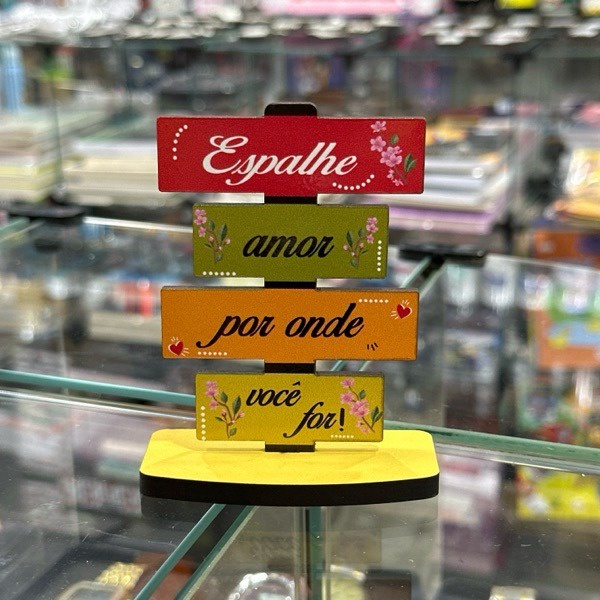 Espalhe
amor
por onde
você
for!